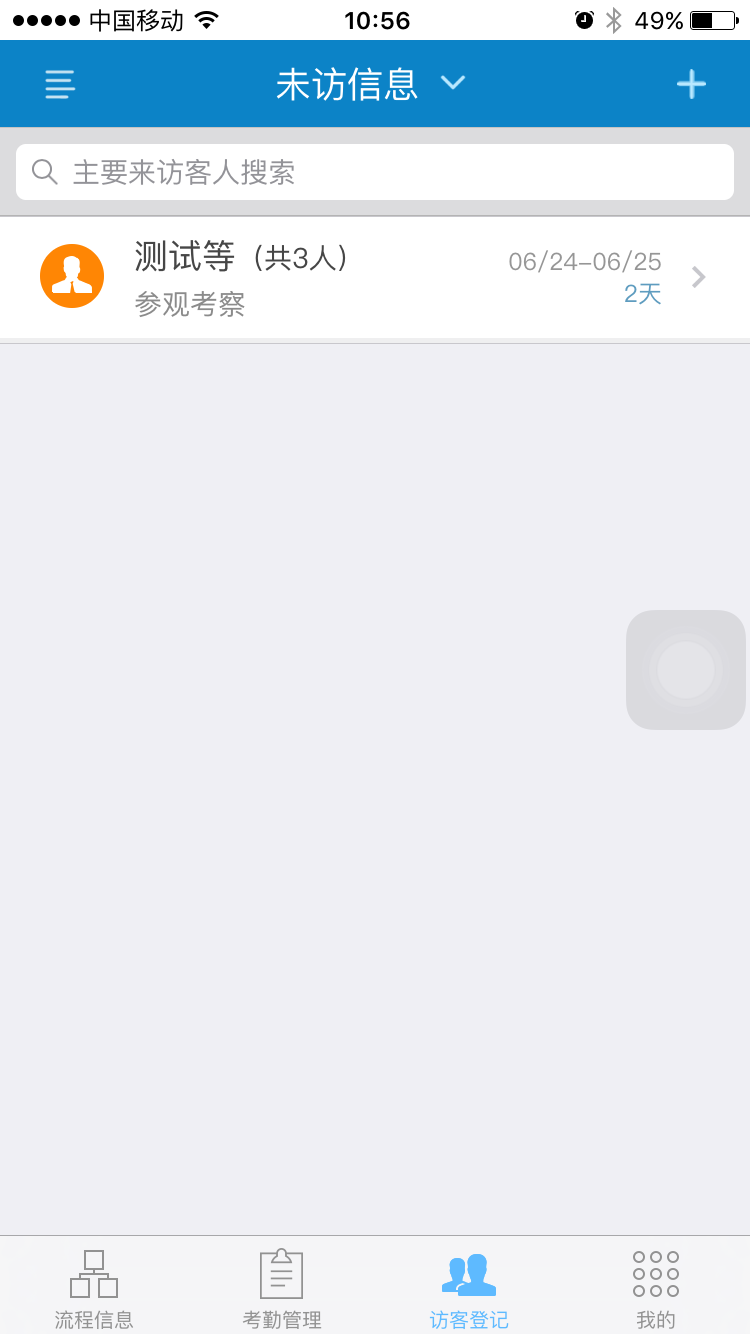 中国移动 10:56 49%
未访信息
主要来访客人搜索
测试等（共3人） 06/24–06/25
参观考察 2天
流程信息 考勤管理 访客登记 我的